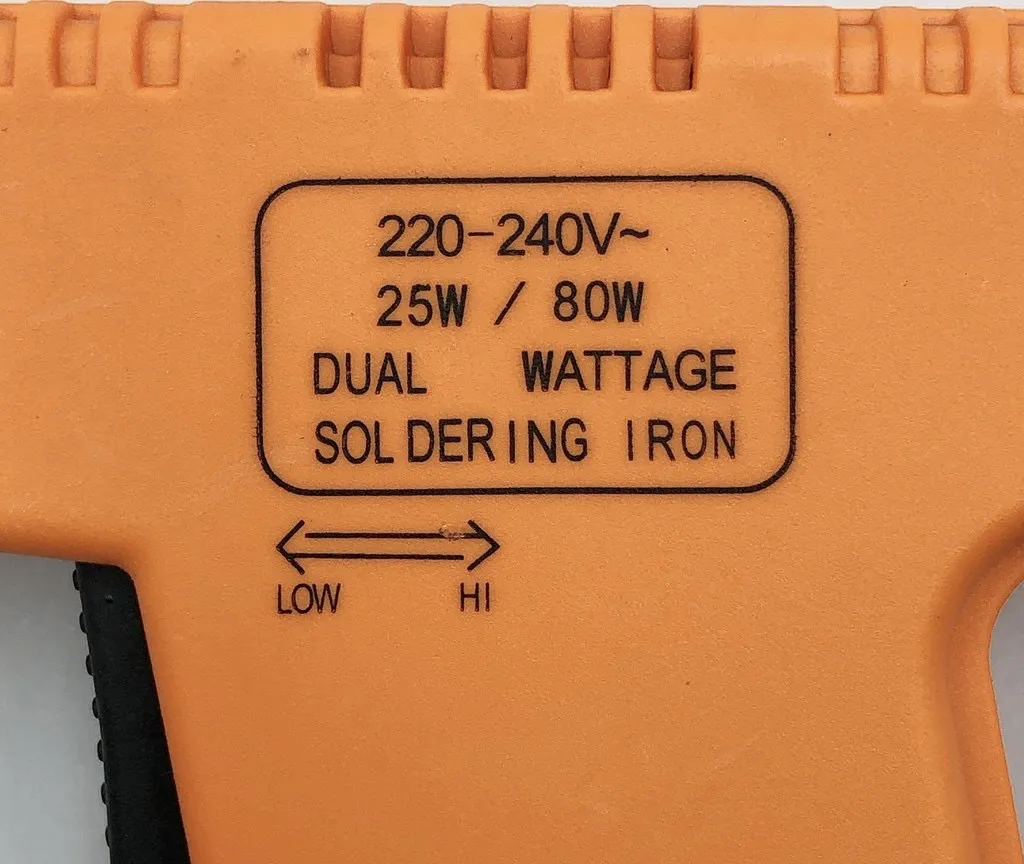 220-240V~
25W / 80W
DUAL WATTAGE
SOLDERING IRON
LOW HI